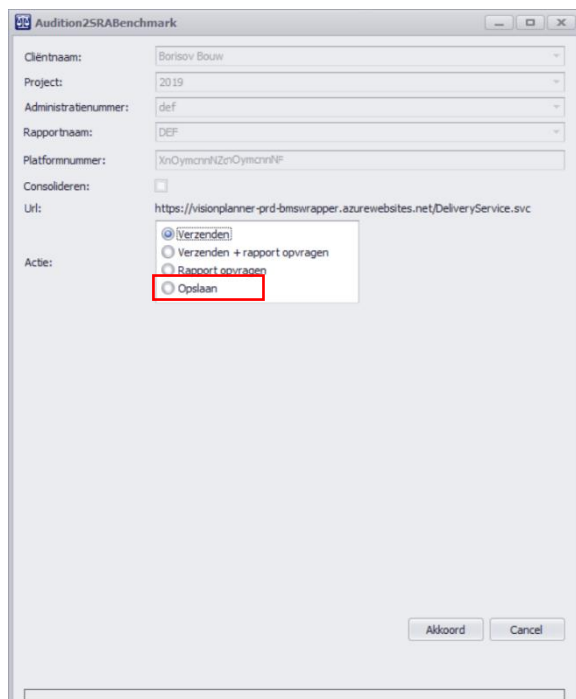 Audition2SRABenchmark
Cliëntnaam: Borisov Bouw
Project: 2019
Administratienummer: def
Rapportnaam: DEF
Platformnummer: XnOymcnnNZcnOymcnnNF
Consolideren:
Url: https://visionplanner-prd-bmswrapper.azurewebsites.net/DeliveryService.svc
Actie:
Verzenden
Verzenden + rapport opvragen
Rapport opvragen
Opslaan
Akkoord Cancel